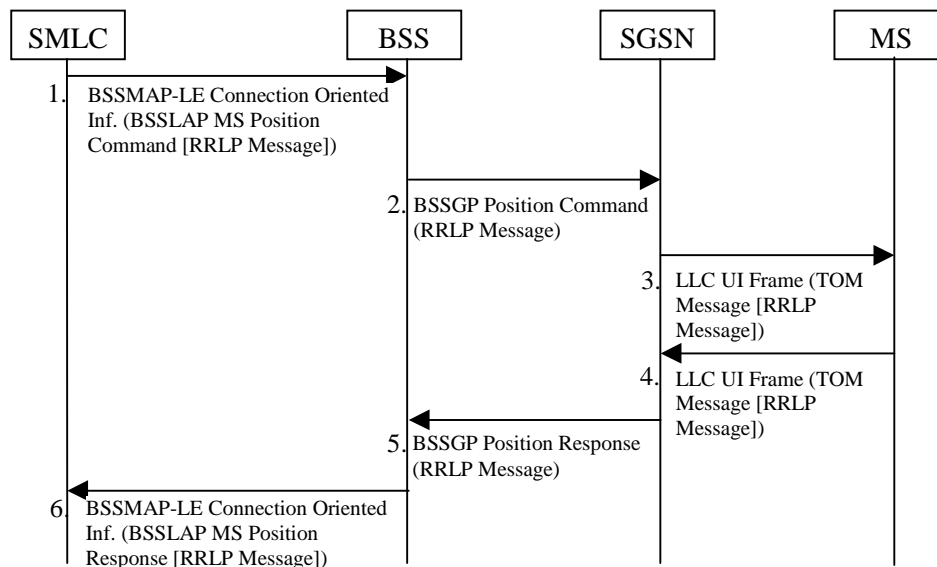 SMLC
BSS
SGSN
MS
1.
BSSMAP-LE Connection Oriented
Inf. (BSSLAP MS Position
Command [RRLP Message])
2.
BSSGP Position Command
(RRLP Message)
3.
LLC UI Frame (TOM
Message [RRLP
Message])
4.
LLC UI Frame (TOM
Message [RRLP
Message])
5.
BSSGP Position Response
(RRLP Message)
6.
BSSMAP-LE Connection Oriented
Inf. (BSSLAP MS Position
Response [RRLP Message])